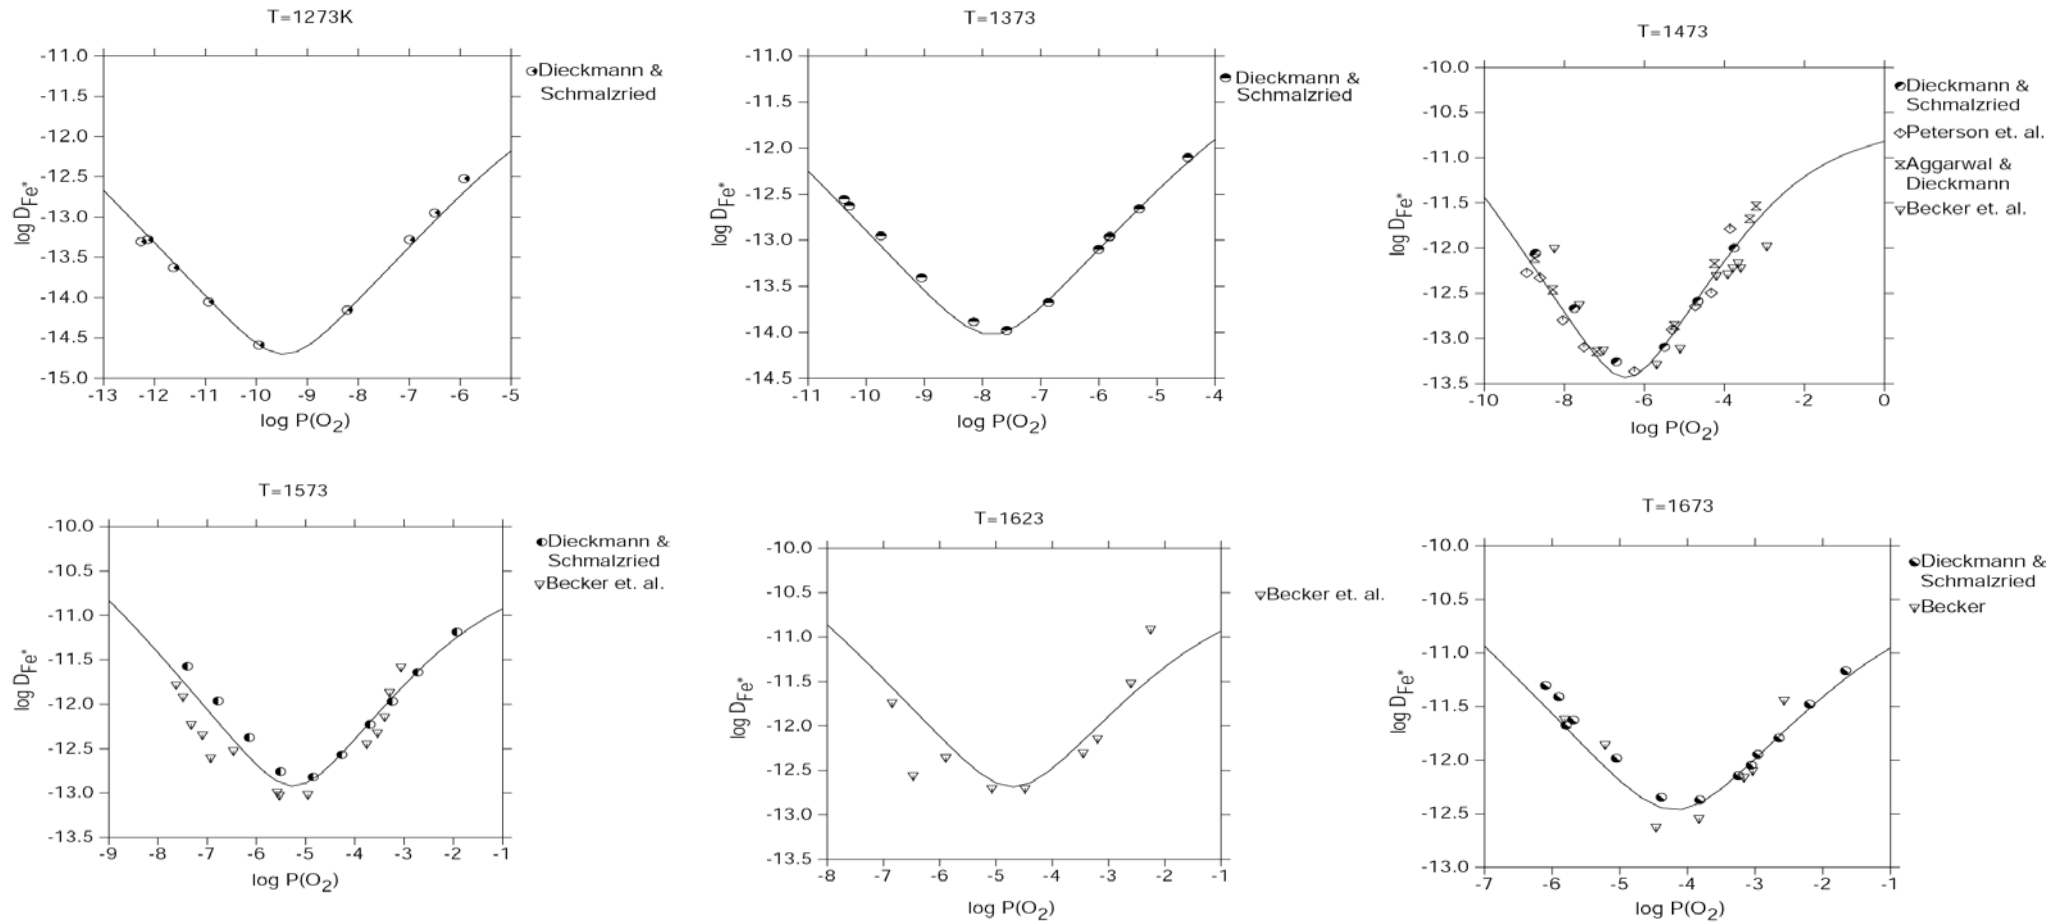 T=1273K
-11.0
-11.5
-12.0
-12.5
-13.0
-13.5
-14.0
-14.5
-15.0
log D Fe*
-13 -12 -11 -10 -9 -8 -7 -6 -5
log P(O2)
Dieckmann &
Schmalzried
T=1373
-11.0
-11.5
-12.0
-12.5
-13.0
-13.5
-14.0
-14.5
log D Fe*
-11 -10 -9 -8 -7 -6 -5 -4
log P(O2)
Dieckmann &
Schmalzried
T=1473
-10.0
-10.5
-11.0
-11.5
-12.0
-12.5
-13.0
-13.5
log D Fe*
-10 -8 -6 -4 -2 0
log P(O2)
Dieckmann &
Schmalzried
Peterson et. al.
Aggarwal &
Dieckmann
Becker et. al.
T=1573
-10.0
-10.5
-11.0
-11.5
-12.0
-12.5
-13.0
-13.5
log D Fe*
-9 -8 -7 -6 -5 -4 -3 -2 -1
log P(O2)
Dieckmann &
Schmalzried
Becker et. al.
T=1623
-10.0
-10.5
-11.0
-11.5
-12.0
-12.5
-13.0
-13.5
log D Fe*
-8 -7 -6 -5 -4 -3 -2 -1
log P(O2)
Becker et. al.
T=1673
-10.0
-10.5
-11.0
-11.5
-12.0
-12.5
-13.0
log D Fe*
-7 -6 -5 -4 -3 -2 -1
log P(O2)
Dieckmann &
Schmalzried
Becker